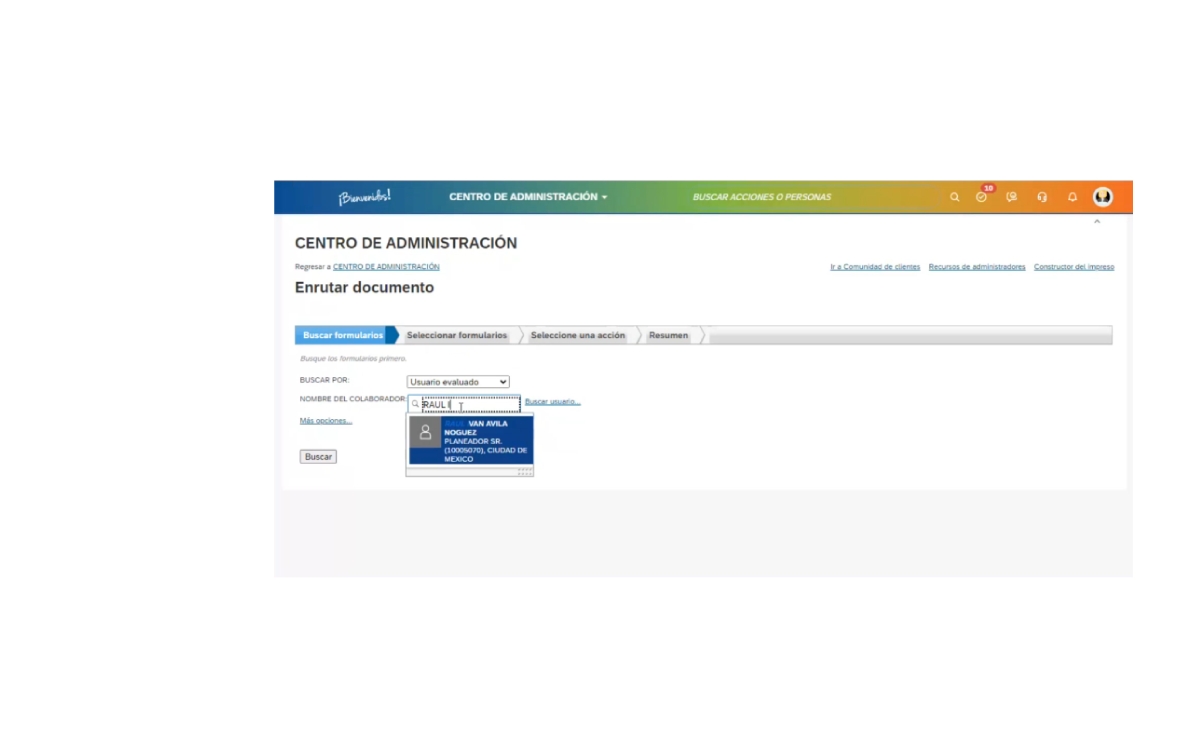 ¡Bienvenidos!
CENTRO DE ADMINISTRACIÓN
BUSCAR ACCIONES O PERSONAS
10
CENTRO DE ADMINISTRACIÓN
Regresar a CENTRO DE ADMINISTRACIÓN
Ir a Comunidad de clientes Recursos de administradores Constructor del impreso
Enrutar documento
Buscar formularios Seleccionar formularios Seleccione una acción Resumen
Busque los formularios primero.
BUSCAR POR: Usuario evaluado
NOMBRE DEL COLABORADOR: RAUL I Buscar usuario...
Más opciones...
RAUL VAN AVILA
NOGUEZ
PLANEADOR SR.
(10005070), CIUDAD DE
MEXICO
Buscar